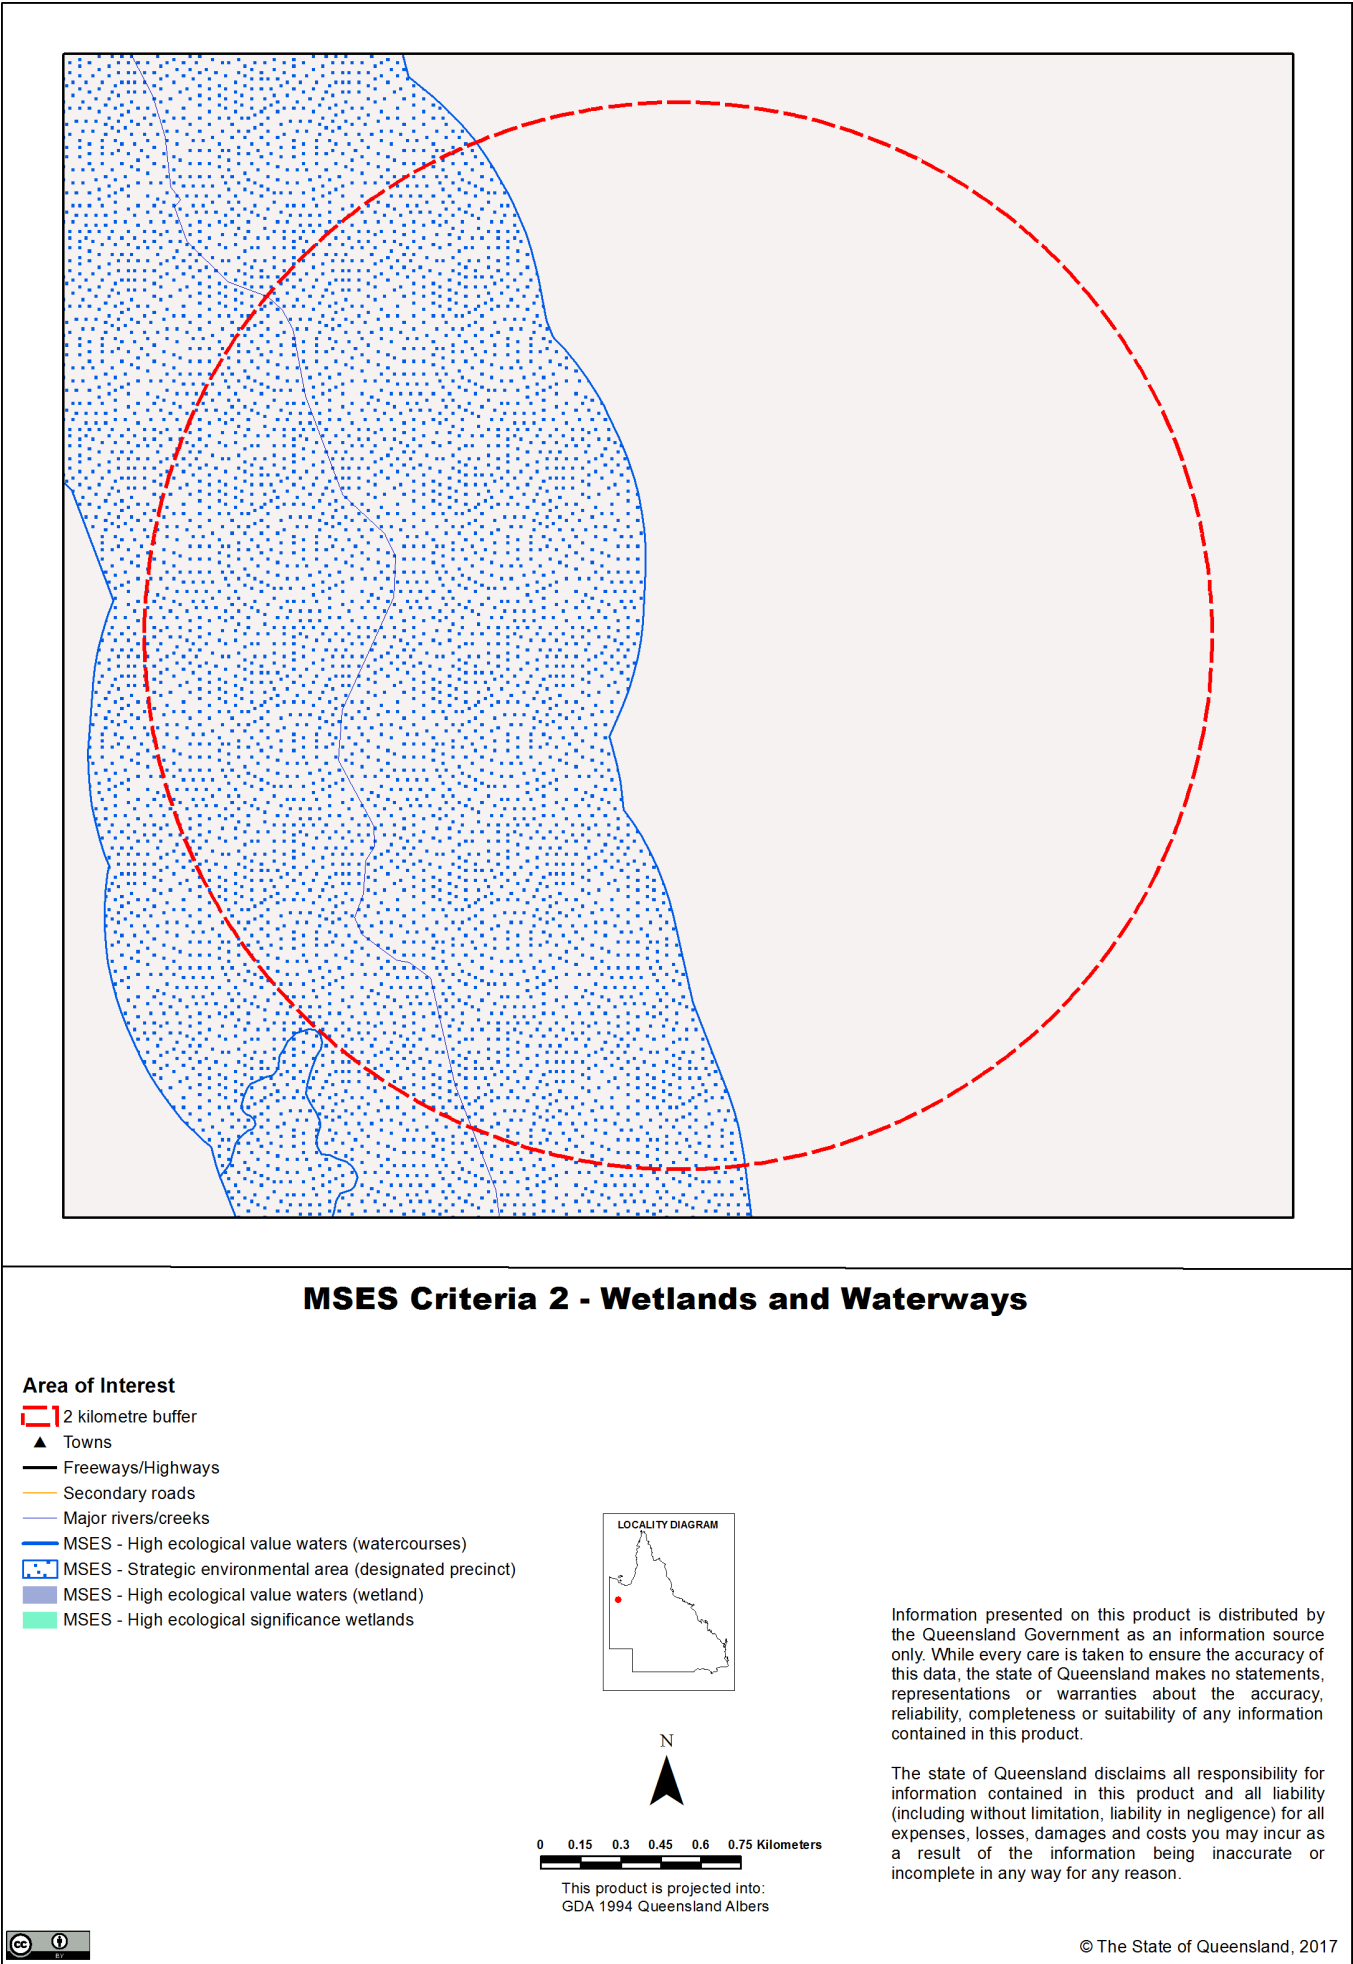 MSES Criteria 2 - Wetlands and Waterways
Area of Interest
2 kilometre buffer
Towns
Freeways/Highways
Secondary roads
Major rivers/creeks
MSES - High ecological value waters (watercourses)
MSES - Strategic environmental area (designated precinct)
MSES - High ecological value waters (wetland)
MSES - High ecological significance wetlands
LOCALITY DIAGRAM
N
0 0.15 0.3 0.45 0.6 0.75 Kilometers
This product is projected into:
GDA 1994 Queensland Albers
Information presented on this product is distributed by
the Queensland Government as an information source
only. While every care is taken to ensure the accuracy of
this data, the state of Queensland makes no statements,
representations or warranties about the accuracy,
reliability, completeness or suitability of any information
contained in this product.
The state of Queensland disclaims all responsibility for
information contained in this product and all liability
(including without limitation, liability in negligence) for all
expenses, losses, damages and costs you may incur as
a result of the information being inaccurate or
incomplete in any way for any reason.
cc
BY
© The State of Queensland, 2017